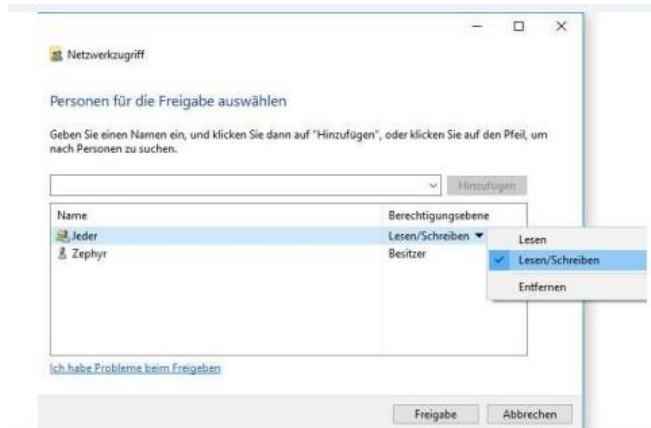 Netzwerkzugriff
Personen für die Freigabe auswählen
Geben Sie einen Namen ein, und klicken Sie dann auf "Hinzufügen", oder klicken Sie auf den Pfeil, um
nach Personen zu suchen.
Hinzufügen
Name Berechtigungsebene
Jeder Lesen/Schreiben
Zephyr Besitzer
Lesen
Lesen/Schreiben
Entfernen
Ich habe Probleme beim Freigeben
Freigabe Abbrechen